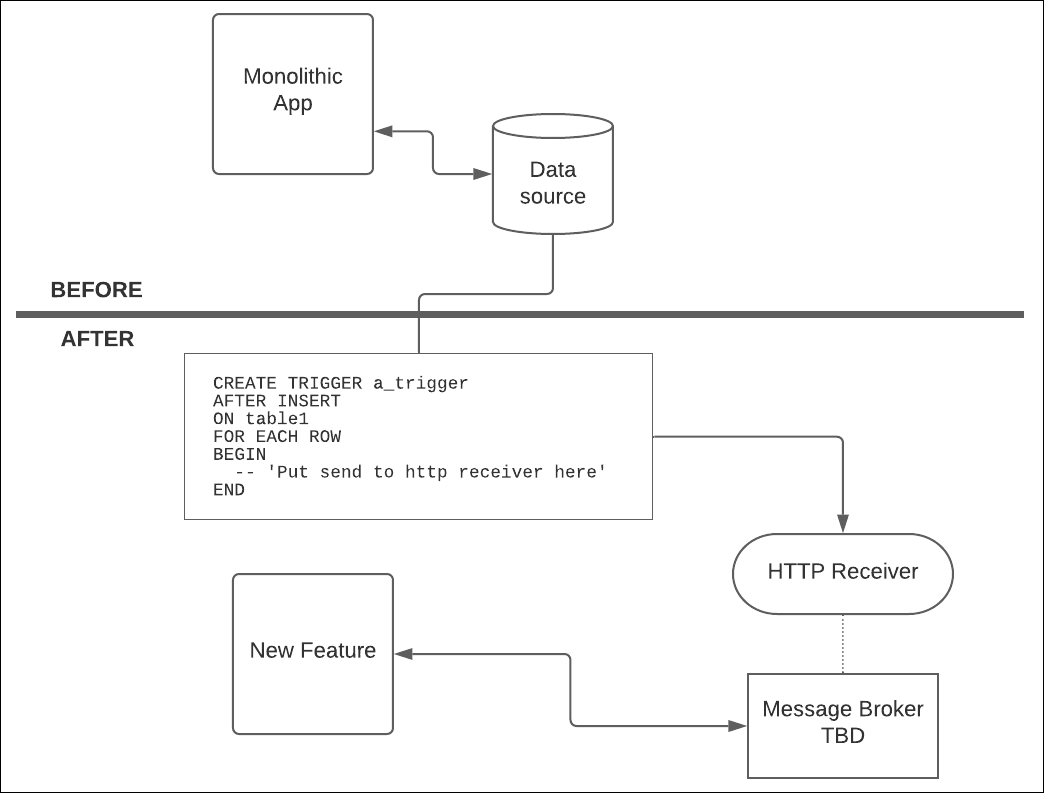 Monolithic
App
Data
source
BEFORE
AFTER
CREATE TRIGGER a_trigger
AFTER INSERT
ON table1
FOR EACH ROW
BEGIN
  -- 'Put send to http receiver here'
END
HTTP Receiver
New Feature
Message Broker
TBD